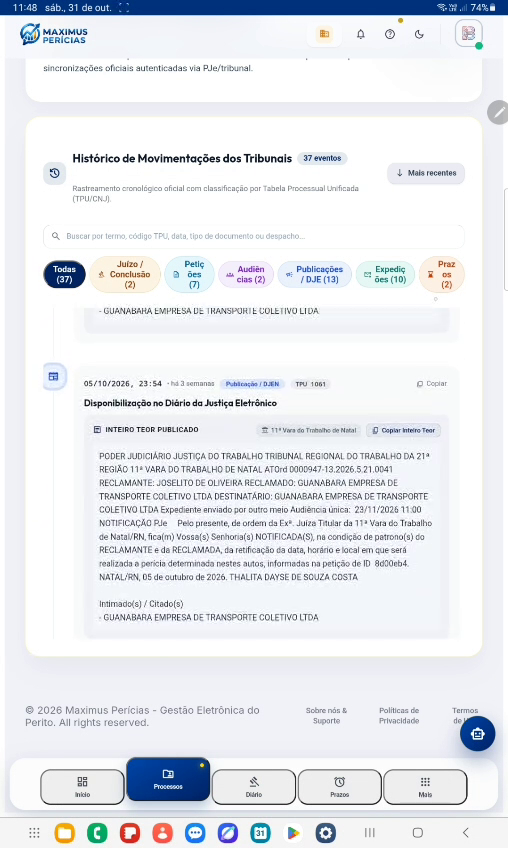 11:48 sáb., 31 de out.
74%
MAXIMUS
PERÍCIAS
sincronizações oficiais autenticadas via PJe/tribunal.
Histórico de Movimentações dos Tribunais
37 eventos
Mais recentes
Rastreamento cronológico oficial com classificação por Tabela Processual Unificada
(TPU/CNJ).
Buscar por termo, código TPU, data, tipo de documento ou despacho...
Todas
(37)
Juízo /
Conclusão
(2)
Petiç
ões
(7)
Audiên
cias (2)
Publicações
/ DJE (13)
Expediç
ões (10)
Praz
os
(2)
- GUANABARA EMPRESA DE TRANSPORTE COLETIVO LTDA
05/10/2026, 23:54 • há 3 semanas Publicação / DJEN TPU 1061 Copiar
Disponibilização no Diário da Justiça Eletrônico
INTEIRO TEOR PUBLICADO
11ª Vara do Trabalho de Natal
Copiar Inteiro Teor
PODER JUDICIÁRIO JUSTIÇA DO TRABALHO TRIBUNAL REGIONAL DO TRABALHO DA 21ª
REGIÃO 11ª VARA DO TRABALHO DE NATAL ATOrd 0000947-13.2026.5.21.0041
RECLAMANTE: JOSELITO DE OLIVEIRA RECLAMADO: GUANABARA EMPRESA DE
TRANSPORTE COLETIVO LTDA DESTINATÁRIO: GUANABARA EMPRESA DE TRANSPORTE
COLETIVO LTDA Expediente enviado por outro meio Audiência única: 23/11/2026 11:00
NOTIFICAÇÃO PJe Pelo presente, de ordem da Exª. Juíza Titular da 11ª Vara do Trabalho
de Natal/RN, fica(m) Vossa(s) Senhoria(s) NOTIFICADA(S), na condição de patrono(s) do
RECLAMANTE e da RECLAMADA, da retificação da data, horário e local em que será
realizada a perícia determinada nestes autos, informadas na petição de ID 8d00eb4.
NATAL/RN, 05 de outubro de 2026. THALITA DAYSE DE SOUZA COSTA
Intimado(s) / Citado(s)
- GUANABARA EMPRESA DE TRANSPORTE COLETIVO LTDA
© 2026 Maximus Perícias - Gestão Eletrônica do
Perito. All rights reserved.
Sobre nós &
Suporte
Políticas de
Privacidade
Termos
de
Início
Processos
Diário
Prazos
Mais
31